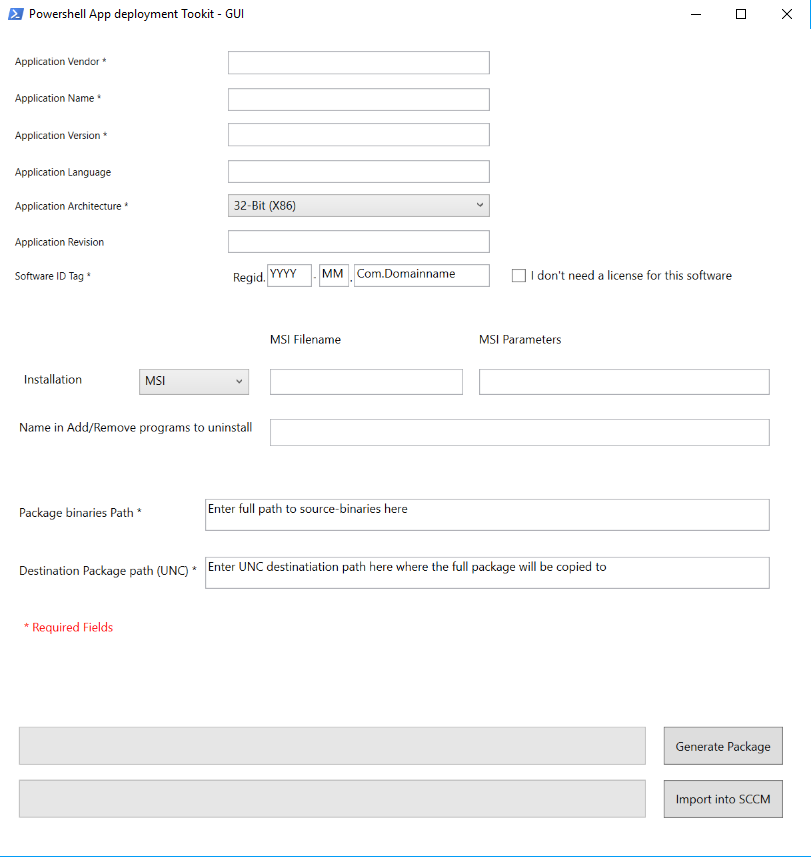 Powershell App deployment Tookit - GUI
Application Vendor *
Application Name *
Application Version *
Application Language
Application Architecture * 32-Bit (X86)
Application Revision
Software ID Tag * Regid. YYYY - MM . Com.Domainname I don't need a license for this software
MSI Filename MSI Parameters
Installation MSI
Name in Add/Remove programs to uninstall
Package binaries Path * Enter full path to source-binaries here
Destination Package path (UNC) * Enter UNC destinatiation path here where the full package will be copied to
* Required Fields
Generate Package
Import into SCCM